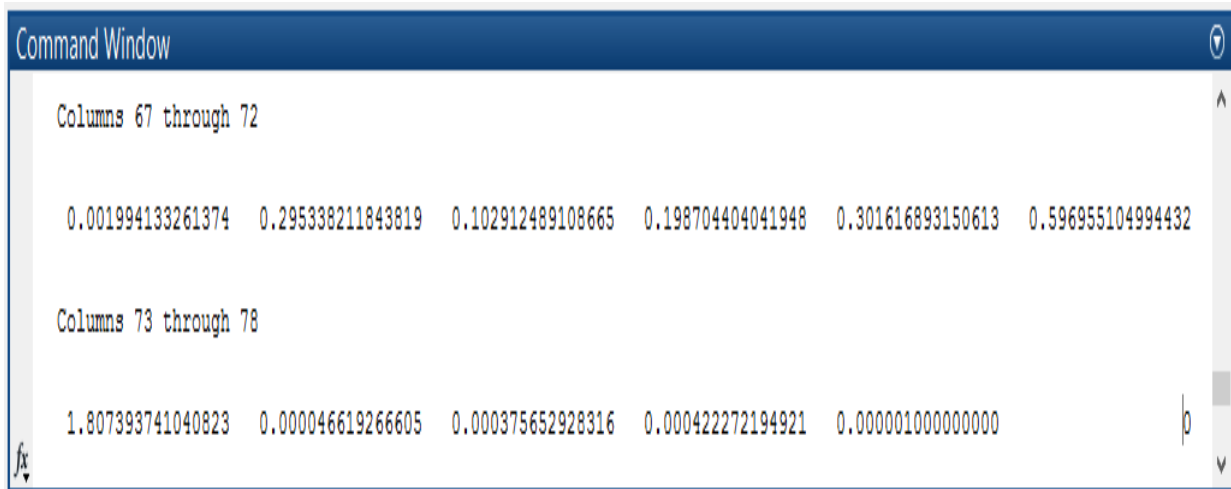 Command Window
Columns 67 through 72
0.001994133261374 0.295338211843819 0.102912489108665 0.198704404041948 0.301616893150613 0.596955104994432
Columns 73 through 78
1.807393741040823 0.000046619266605 0.000375652928316 0.000422272194921 0.000001000000000 0
fx